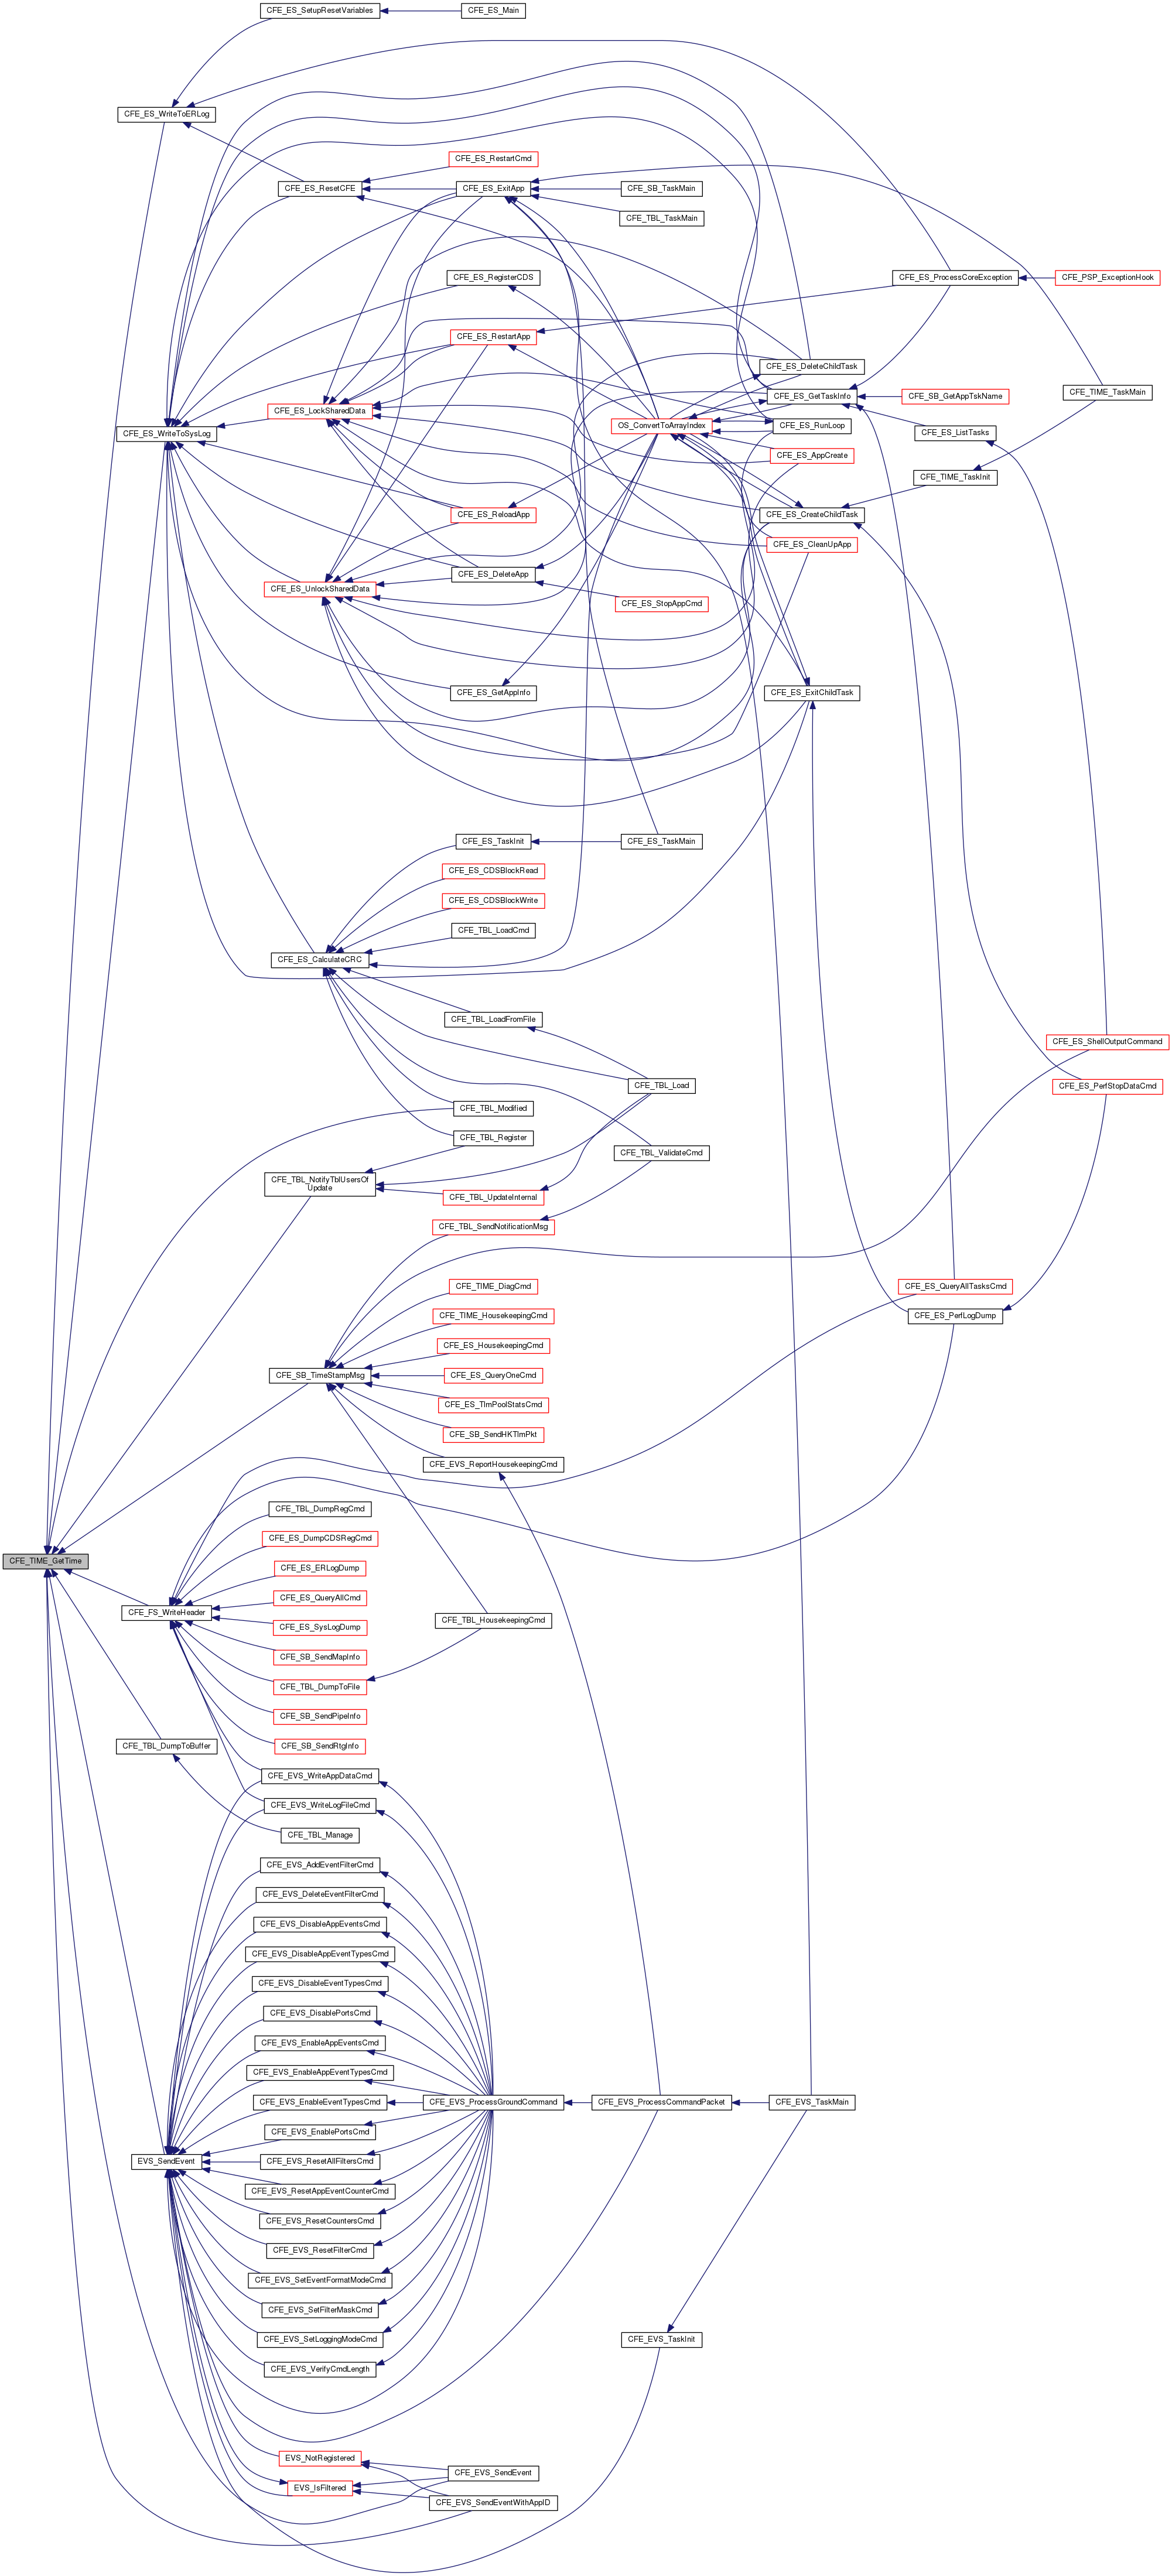 CFE_ES_SetupResetVariables
CFE_ES_Main
CFE_ES_WriteToERLog
CFE_ES_RestartCmd
CFE_ES_ResetCFE
CFE_ES_ExitApp
CFE_SB_TaskMain
CFE_TBL_TaskMain
CFE_ES_RegisterCDS
CFE_ES_ProcessCoreException
CFE_PSP_ExceptionHook
CFE_ES_RestartApp
CFE_ES_DeleteChildTask
CFE_ES_GetTaskInfo
CFE_SB_GetAppTskName
CFE_TIME_TaskMain
CFE_ES_LockSharedData
OS_ConvertToArrayIndex
CFE_ES_RunLoop
CFE_ES_WriteToSysLog
CFE_ES_ListTasks
CFE_ES_AppCreate
CFE_TIME_TaskInit
CFE_ES_ReloadApp
CFE_ES_CreateChildTask
CFE_ES_CleanUpApp
CFE_ES_DeleteApp
CFE_ES_UnlockSharedData
CFE_ES_StopAppCmd
CFE_ES_GetAppInfo
CFE_ES_ExitChildTask
CFE_ES_TaskInit
CFE_ES_TaskMain
CFE_ES_CDSBlockRead
CFE_ES_CDSBlockWrite
CFE_TBL_LoadCmd
CFE_ES_CalculateCRC
CFE_TBL_LoadFromFile
CFE_ES_ShellOutputCommand
CFE_TBL_Load
CFE_ES_PerfStopDataCmd
CFE_TBL_Modified
CFE_TBL_Register
CFE_TBL_ValidateCmd
CFE_TBL_NotifyTblUsersOf
Update
CFE_TBL_UpdateInternal
CFE_TBL_SendNotificationMsg
CFE_TIME_DiagCmd
CFE_ES_QueryAllTasksCmd
CFE_TIME_HousekeepingCmd
CFE_ES_PerfLogDump
CFE_ES_HousekeepingCmd
CFE_SB_TimeStampMsg
CFE_ES_QueryOneCmd
CFE_ES_TlmPoolStatsCmd
CFE_SB_SendHKTlmPkt
CFE_EVS_ReportHousekeepingCmd
CFE_TBL_DumpRegCmd
CFE_ES_DumpCDSRegCmd
CFE_TIME_GetTime
CFE_ES_ERLogDump
CFE_ES_QueryAllCmd
CFE_FS_WriteHeader
CFE_TBL_HousekeepingCmd
CFE_ES_SysLogDump
CFE_SB_SendMapInfo
CFE_TBL_DumpToFile
CFE_SB_SendPipeInfo
CFE_TBL_DumpToBuffer
CFE_SB_SendRtgInfo
CFE_EVS_WriteAppDataCmd
CFE_EVS_WriteLogFileCmd
CFE_TBL_Manage
CFE_EVS_AddEventFilterCmd
CFE_EVS_DeleteEventFilterCmd
CFE_EVS_DisableAppEventsCmd
CFE_EVS_DisableAppEventTypesCmd
CFE_EVS_DisableEventTypesCmd
CFE_EVS_DisablePortsCmd
CFE_EVS_EnableAppEventsCmd
CFE_EVS_EnableAppEventTypesCmd
CFE_EVS_EnableEventTypesCmd
CFE_EVS_ProcessGroundCommand
CFE_EVS_ProcessCommandPacket
CFE_EVS_TaskMain
CFE_EVS_EnablePortsCmd
EVS_SendEvent
CFE_EVS_ResetAllFiltersCmd
CFE_EVS_ResetAppEventCounterCmd
CFE_EVS_ResetCountersCmd
CFE_EVS_ResetFilterCmd
CFE_EVS_SetEventFormatModeCmd
CFE_EVS_SetFilterMaskCmd
CFE_EVS_SetLoggingModeCmd
CFE_EVS_TaskInit
CFE_EVS_VerifyCmdLength
EVS_NotRegistered
CFE_EVS_SendEvent
EVS_IsFiltered
CFE_EVS_SendEventWithAppID